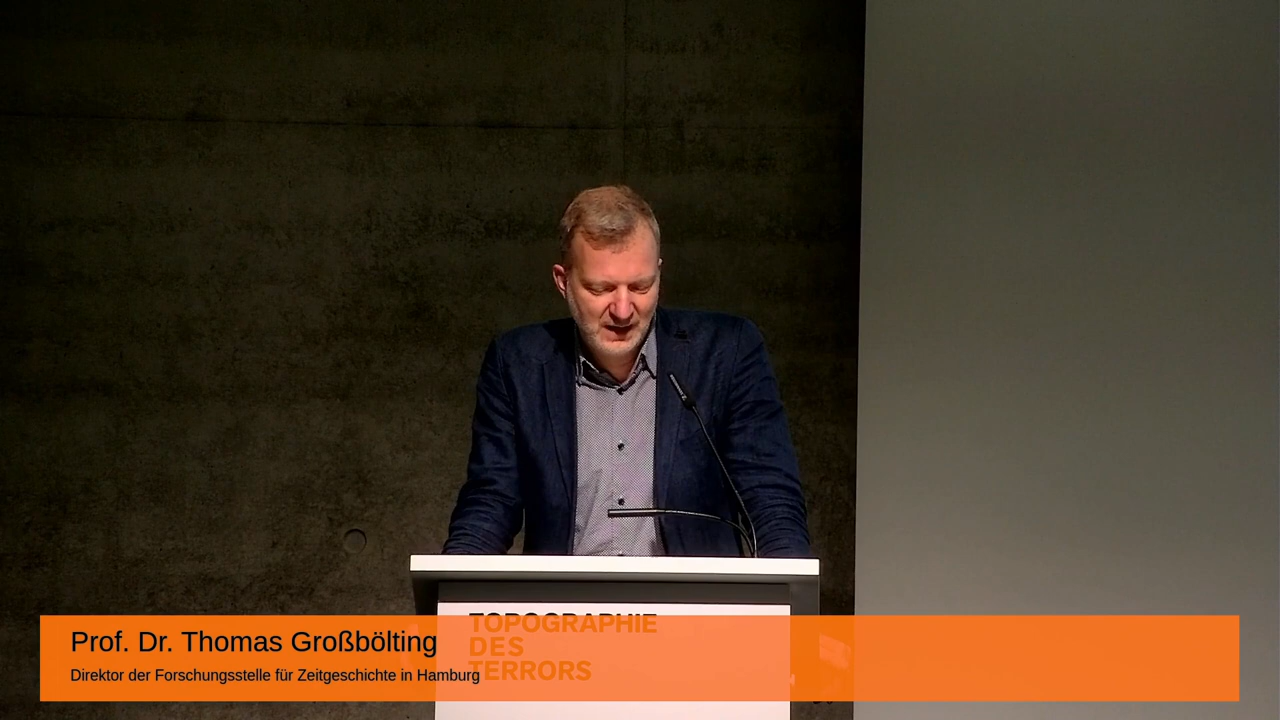 TOPOGRAPHIE
DES
TERRORS
Prof. Dr. Thomas Großbölting
Direktor der Forschungsstelle für Zeitgeschichte in Hamburg